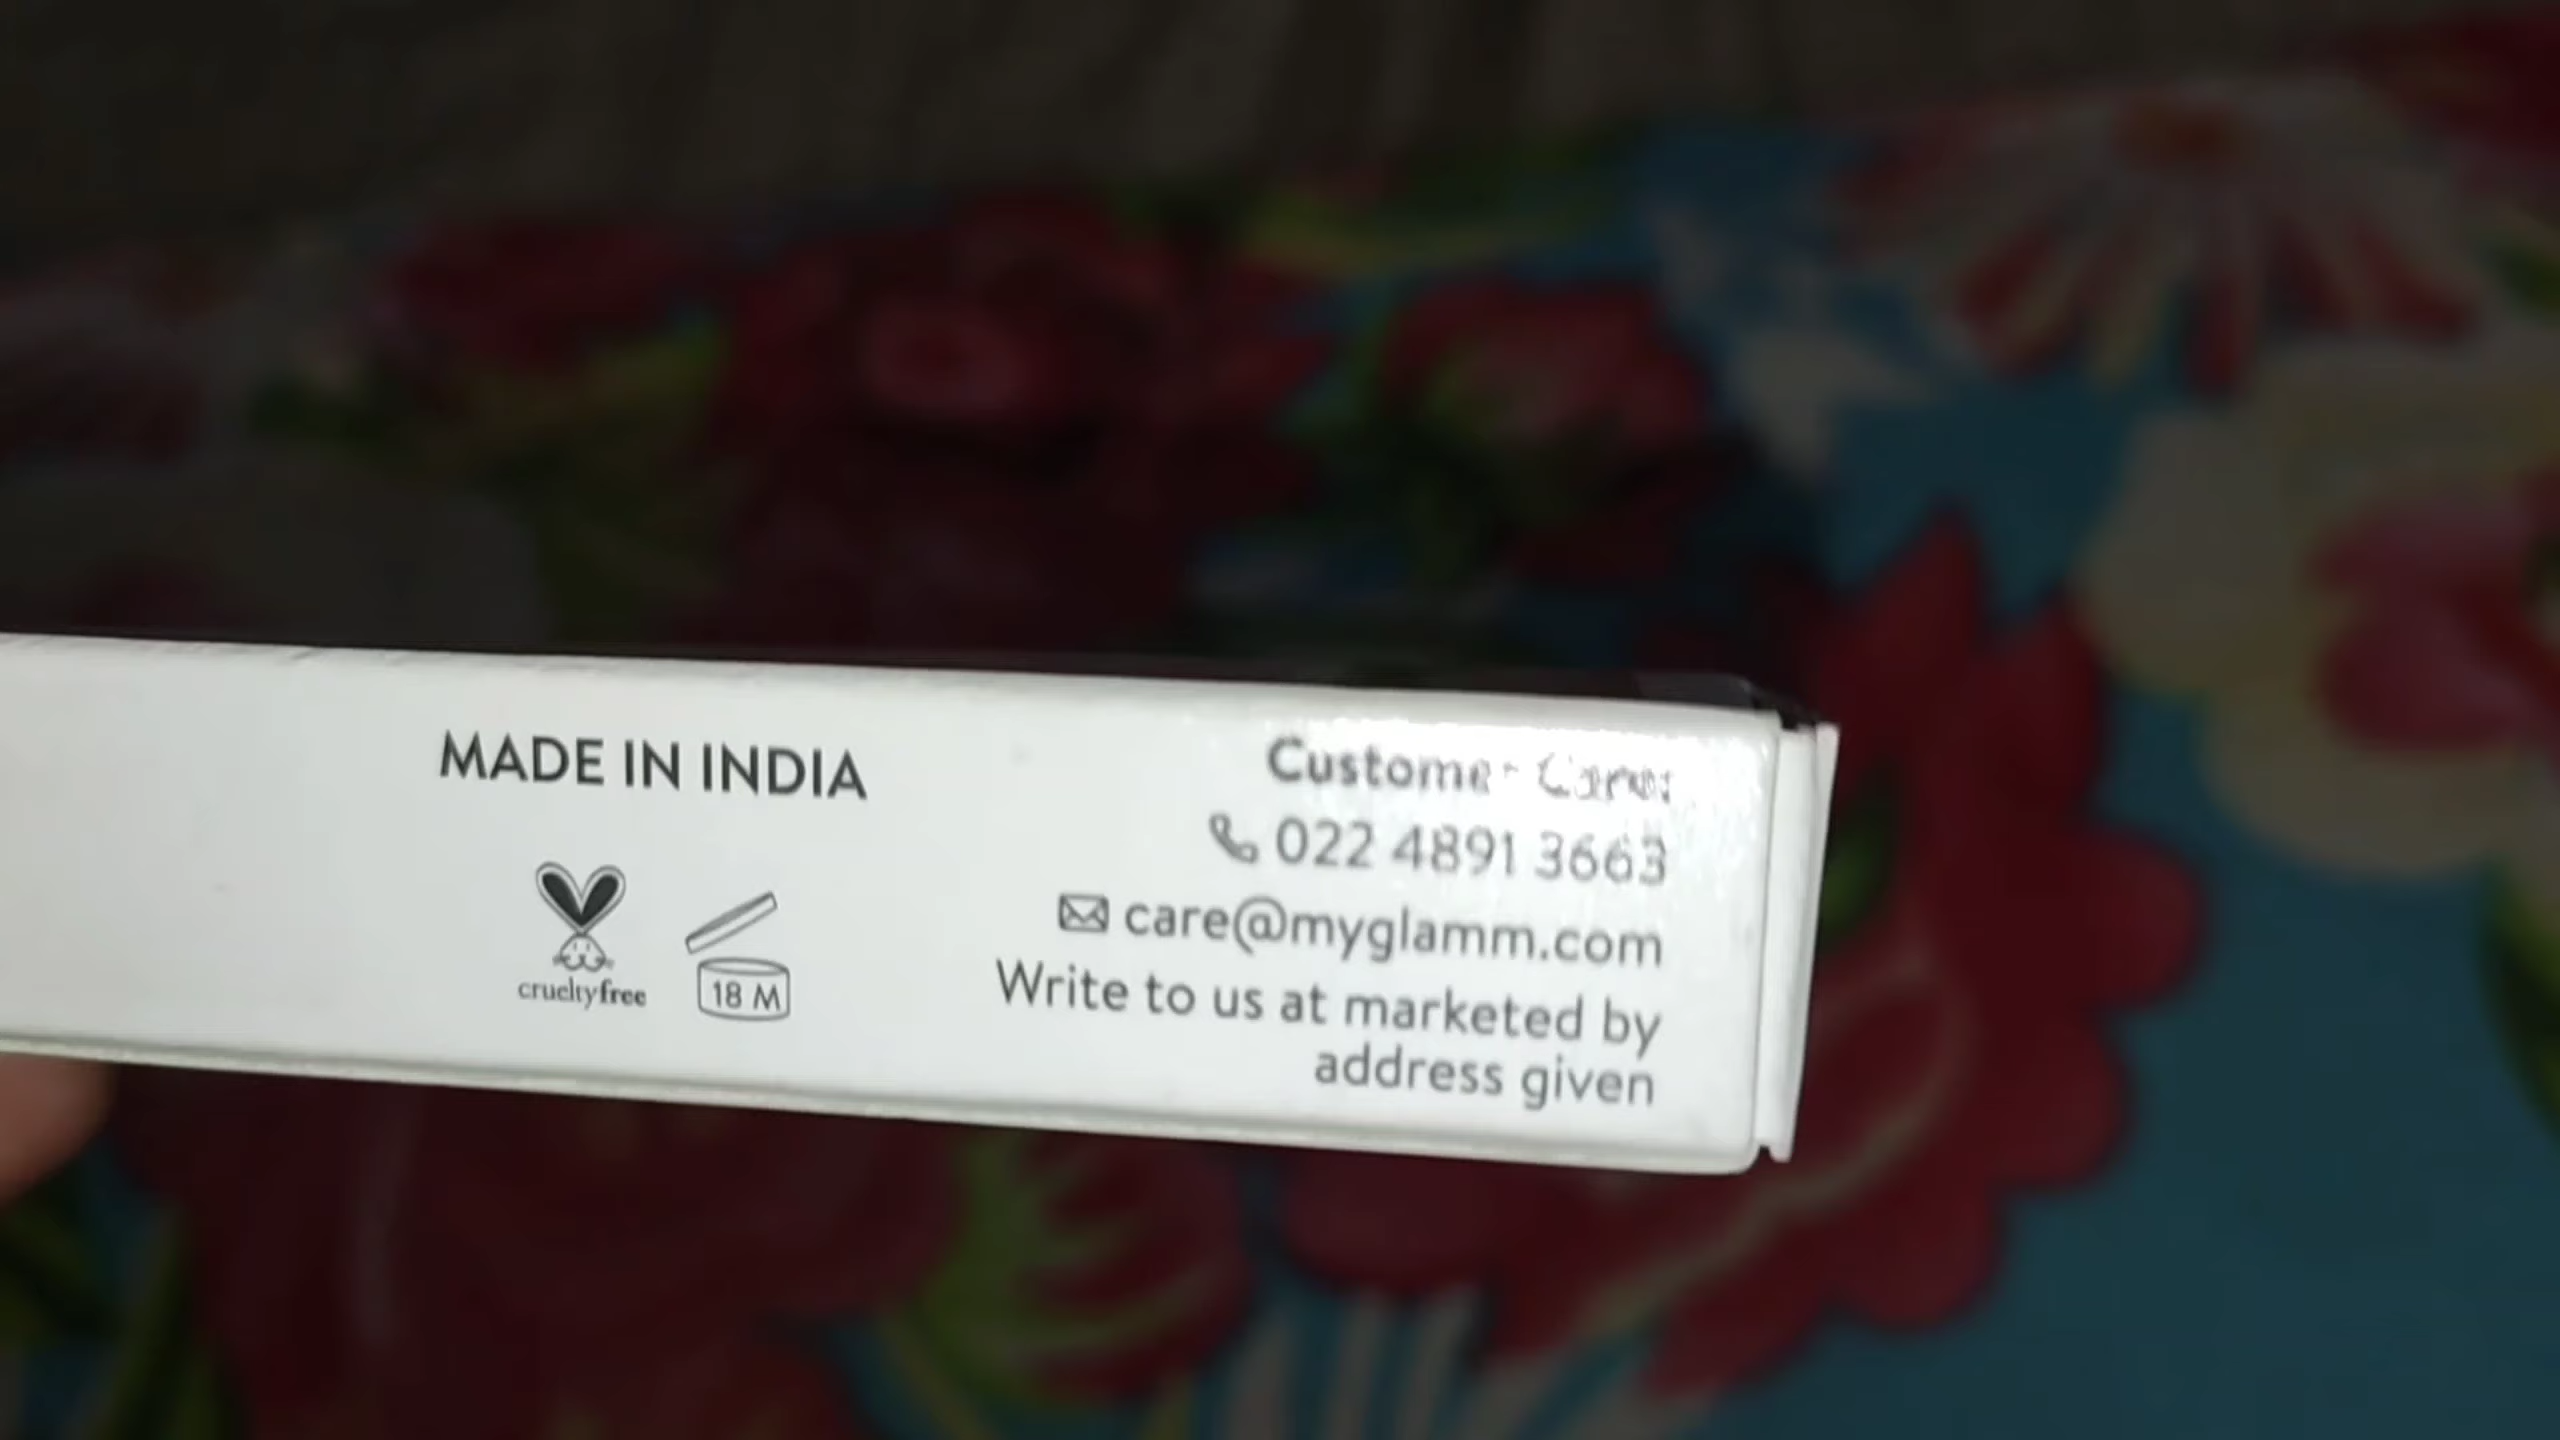 MADE IN INDIA
crueltyfree
18 M
Customer Care:
022 4891 3663
care@myglamm.com
Write to us at marketed by
address given